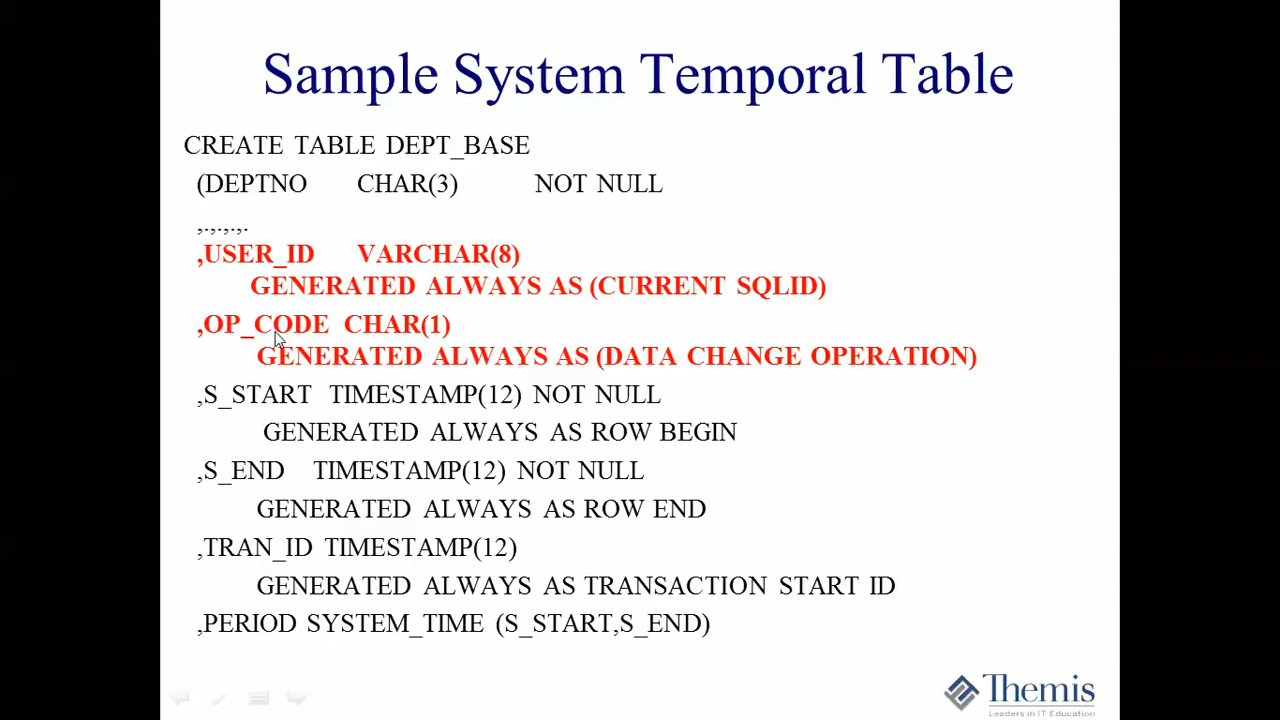 Sample System Temporal Table
CREATE TABLE DEPT_BASE
(DEPTNO CHAR(3) NOT NULL
,.,.,.,.
,USER_ID VARCHAR(8)
GENERATED ALWAYS AS (CURRENT SQLID)
,OP_CODE CHAR(1)
GENERATED ALWAYS AS (DATA CHANGE OPERATION)
,S_START TIMESTAMP(12) NOT NULL
GENERATED ALWAYS AS ROW BEGIN
,S_END TIMESTAMP(12) NOT NULL
GENERATED ALWAYS AS ROW END
,TRAN_ID TIMESTAMP(12)
GENERATED ALWAYS AS TRANSACTION START ID
,PERIOD SYSTEM_TIME (S_START,S_END)
Themis
Leaders in IT Education